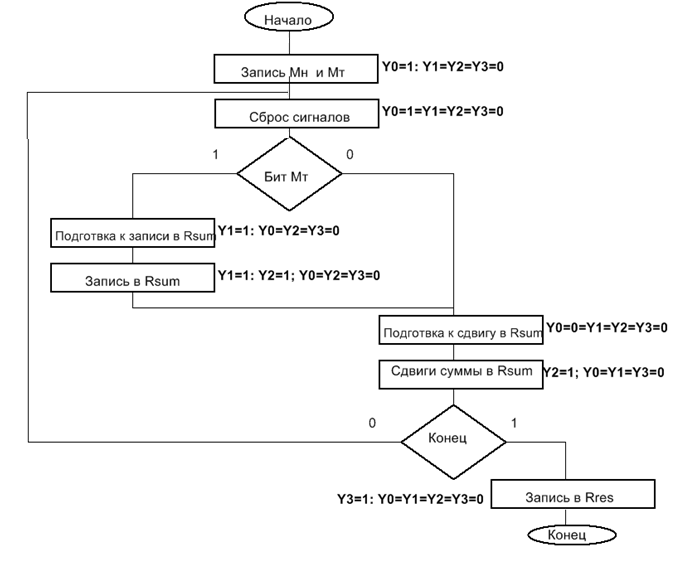 Начало
Запись Мн и Мт
Y0=1: Y1=Y2=Y3=0
Сброс сигналов
Y0=1=Y1=Y2=Y3=0
1
0
Бит Мт
Подготвка к записи в Rsum
Y1=1: Y0=Y2=Y3=0
Запись в Rsum
Y1=1: Y2=1; Y0=Y2=Y3=0
Подготвка к сдвигу в Rsum
Y0=0=Y1=Y2=Y3=0
Сдвиги суммы в Rsum
Y2=1; Y0=Y1=Y3=0
0
1
Конец
Y3=1: Y0=Y1=Y2=Y3=0
Запись в Rres
Конец